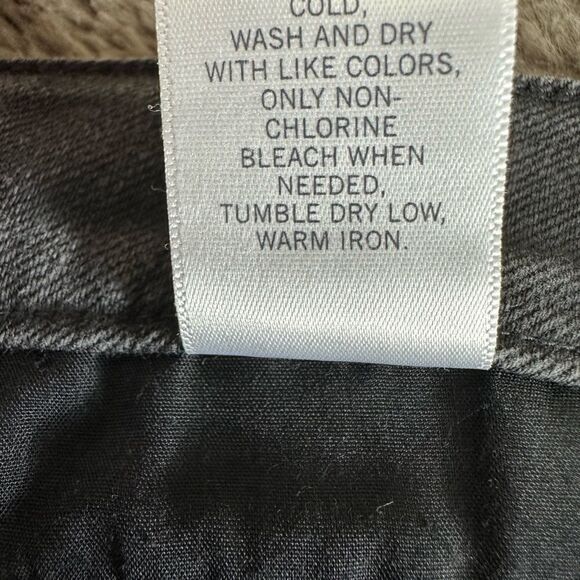 COLD,
WASH AND DRY
WITH LIKE COLORS,
ONLY NON-
CHLORINE
BLEACH WHEN
NEEDED,
TUMBLE DRY LOW,
WARM IRON.